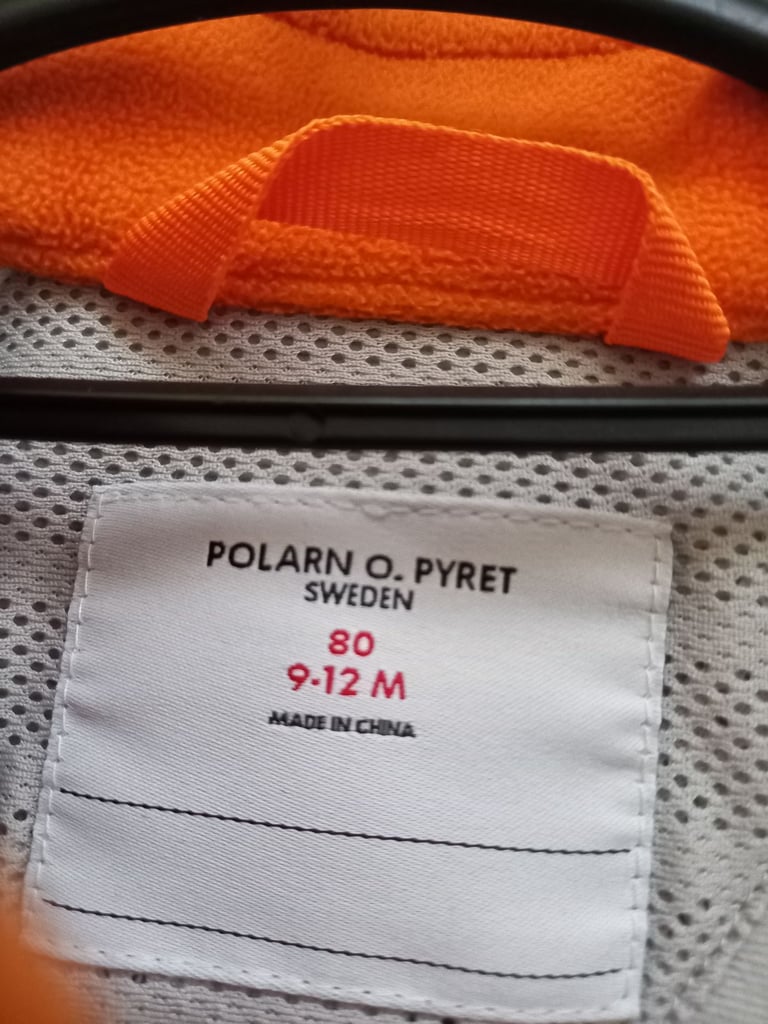 POLARN O. PYRET
SWEDEN
80
9-12 M
MADE IN CHINA